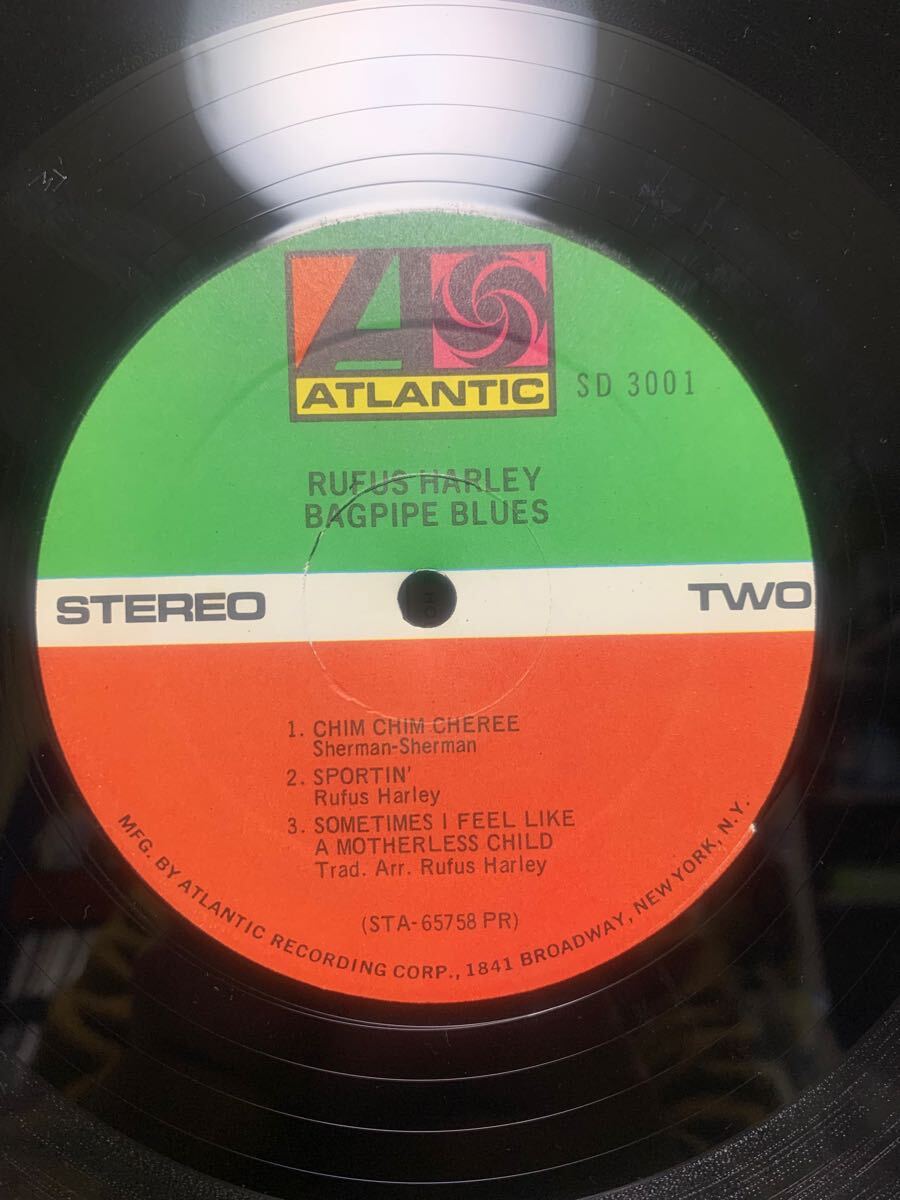 ATLANTIC
SD 3001
RUFUS HARLEY
BAGPIPE BLUES
STEREO
TWO
1. CHIM CHIM CHEREE
Sherman-Sherman
2. SPORTIN'
Rufus Harley
3. SOMETIMES I FEEL LIKE
A MOTHERLESS CHILD
Trad. Arr. Rufus Harley
(STA-65758 PR)
MFG. BY ATLANTIC RECORDING CORP., 1841 BROADWAY, NEW YORK, N.Y.